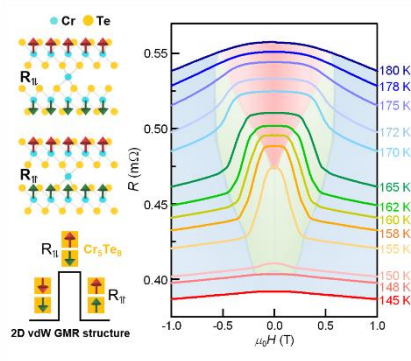 Cr Te
R↑↓
R↑↑
R↑↓ Cr₅Te₈
R↑↑
2D vdW GMR structure
R (mΩ)
0.55
0.50
0.45
0.40
180 K
178 K
175 K
172 K
170 K
165 K
162 K
160 K
158 K
155 K
150 K
148 K
145 K
-1.0 -0.5 0.0 0.5 1.0
μ₀H (T)